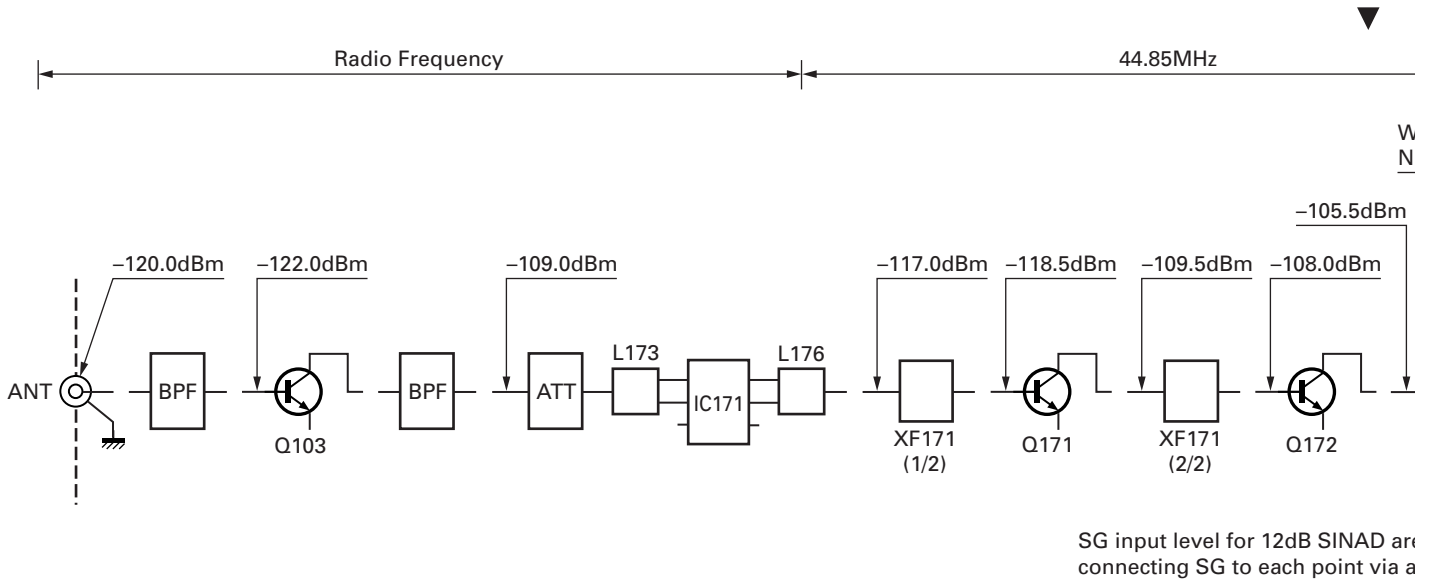 Radio Frequency
44.85MHz
W
N
–105.5dBm
–120.0dBm
–122.0dBm
–109.0dBm
–117.0dBm
–118.5dBm
–109.5dBm
–108.0dBm
L173
L176
ANT
BPF
BPF
ATT
IC171
Q103
XF171
(1/2)
Q171
XF171
(2/2)
Q172
SG input level for 12dB SINAD are
connecting SG to each point via a